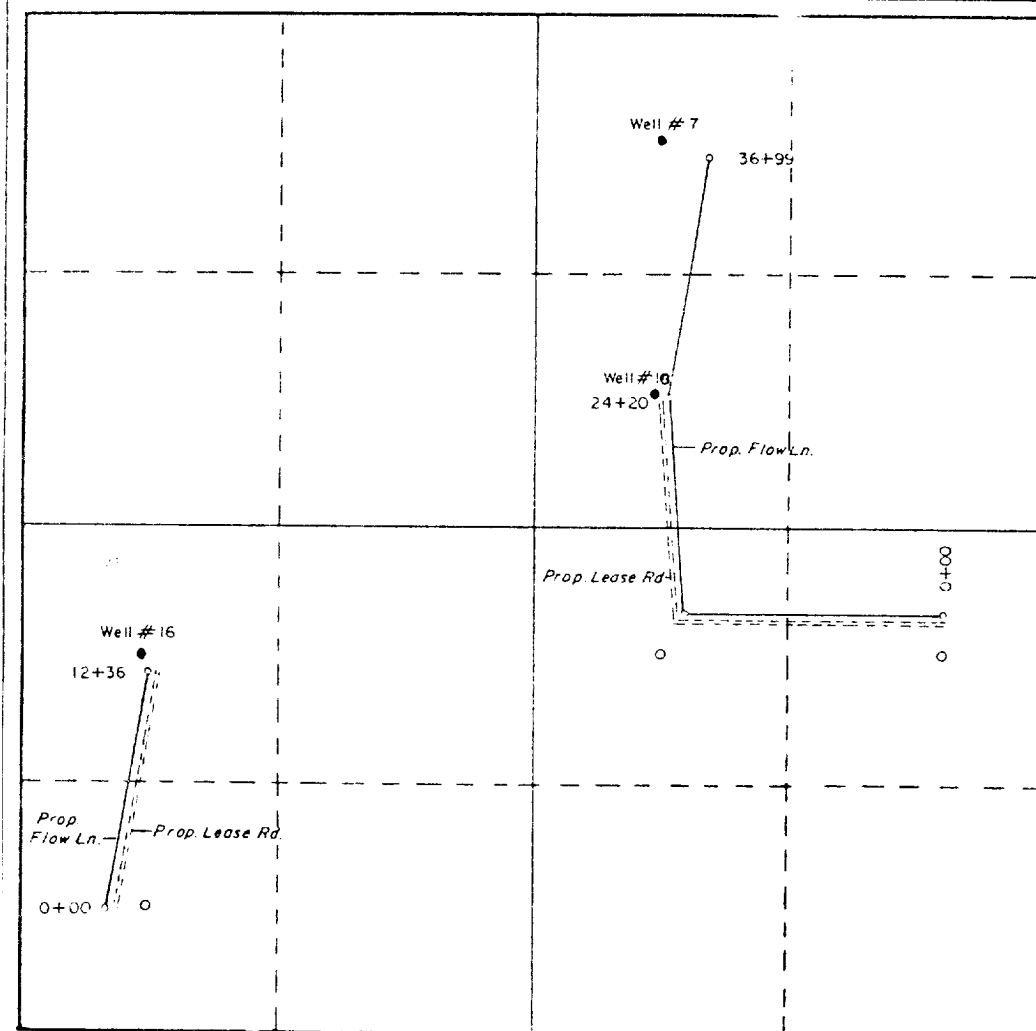 Well # 7
36+99
Well # 10
24+20
Prop. Flow Ln.
0+00
Prop. Lease Rd
Well # 16
12+36
Prop.
Flow Ln.
Prop. Lease Rd.
0+00